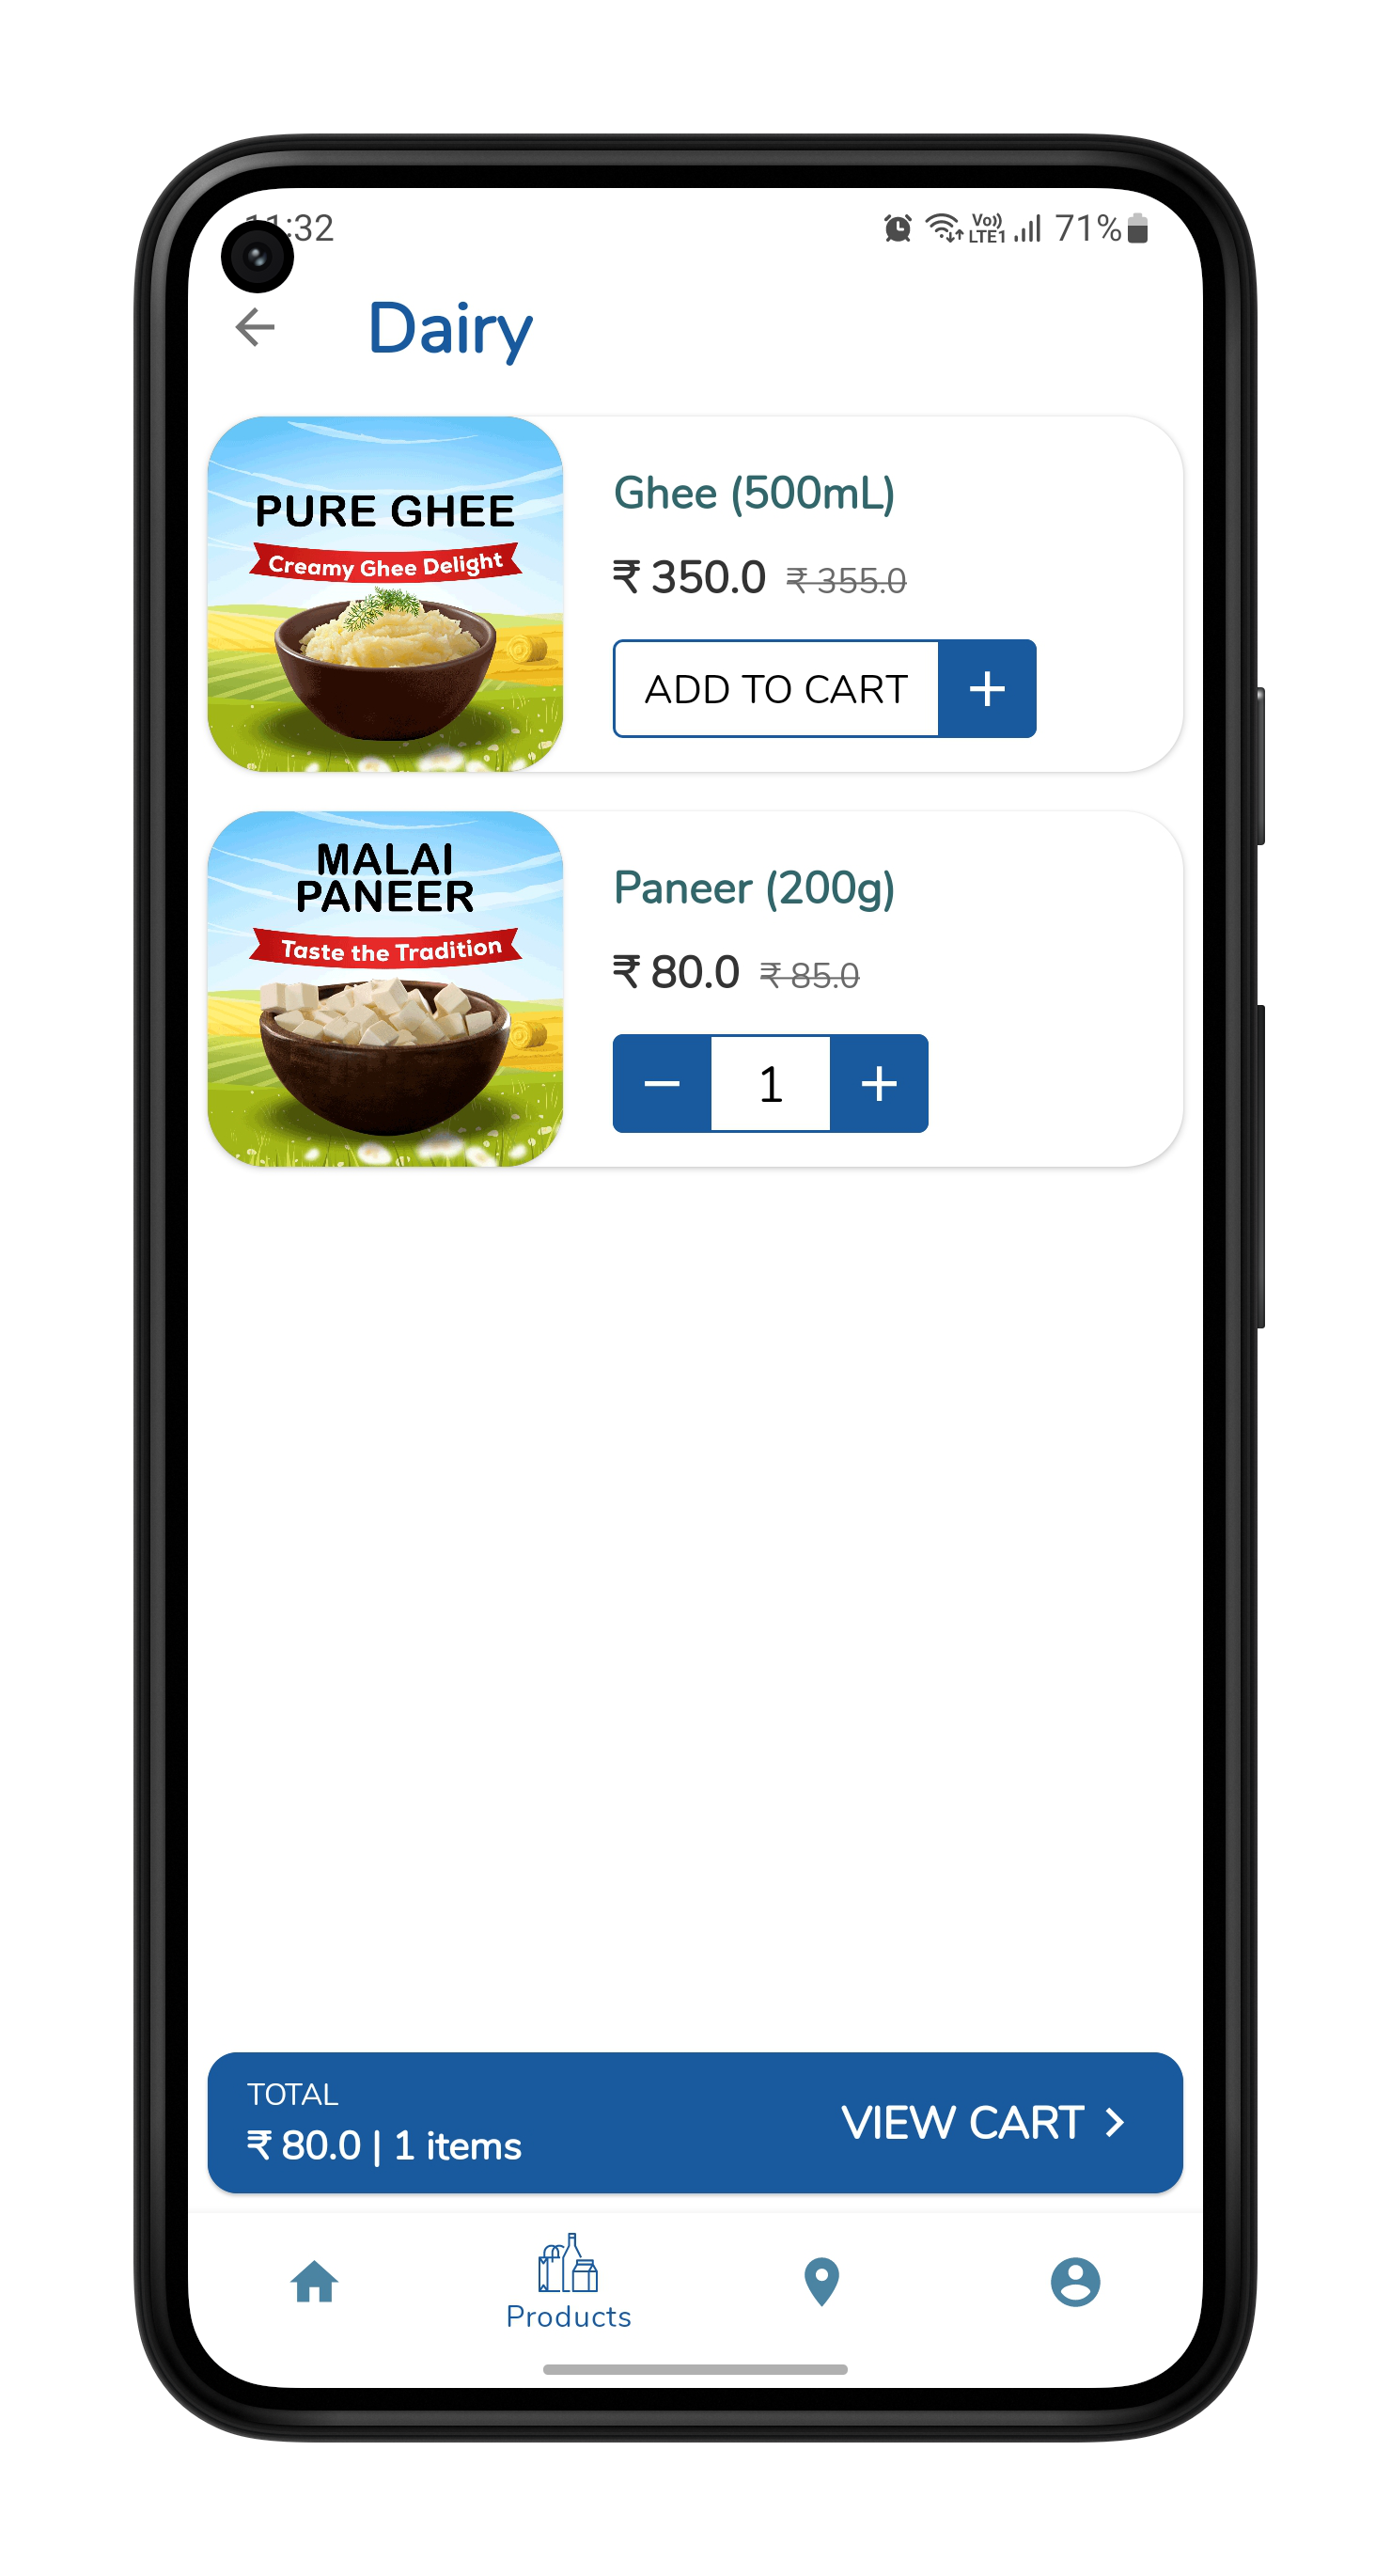 11:32
Vo))
LTE1
71%
Dairy
PURE GHEE
Creamy Ghee Delight
Ghee (500mL)
₹ 350.0 ₹ 355.0
ADD TO CART +
MALAI
PANEER
Taste the Tradition
Paneer (200g)
₹ 80.0 ₹ 85.0
− 1 +
TOTAL
₹ 80.0 | 1 items
VIEW CART >
Products